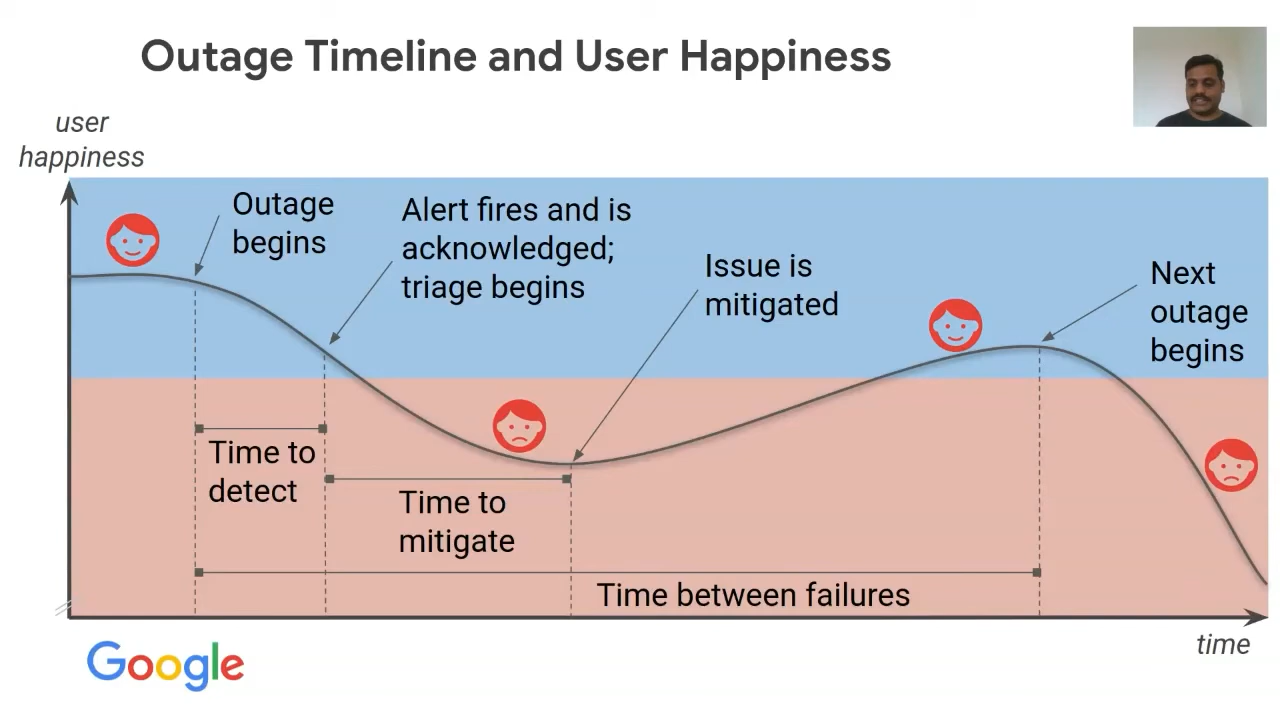 Outage Timeline and User Happiness
user
happiness
Outage
begins
Alert fires and is
acknowledged;
triage begins
Issue is
mitigated
Next
outage
begins
Time to
detect
Time to
mitigate
Time between failures
time
Google